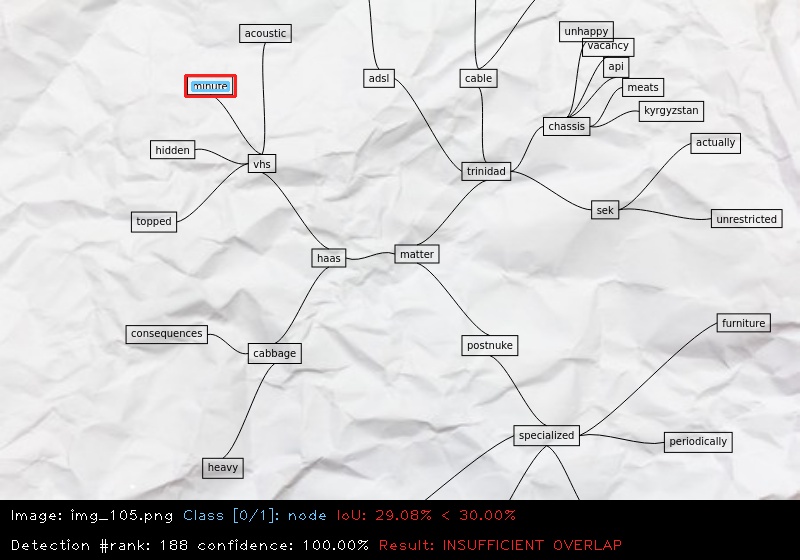 unhappy
acoustic
vacancy
api
adsl
cable
minure
meats
kyrgyzstan
chassis
actually
hidden
vhs
trinidad
sek
topped
unrestricted
matter
haas
furniture
consequences
postnuke
cabbage
specialized
periodically
heavy
Image: img_105.png Class [0/1]: node IoU: 29.08% < 30.00%
Detection #rank: 188 confidence: 100.00% Result: INSUFFICIENT OVERLAP